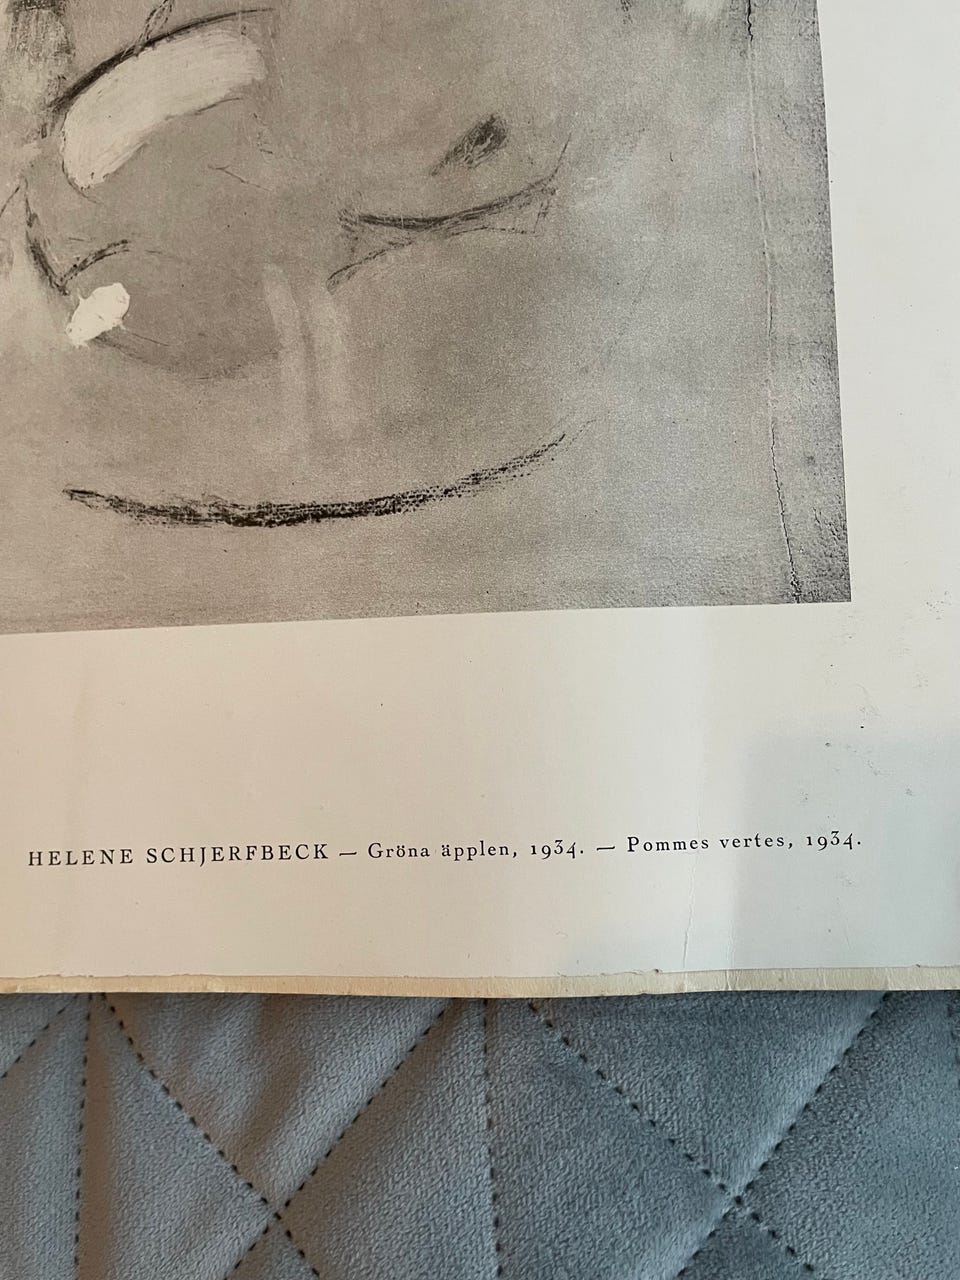 HELENE SCHJERFBECK — Gröna äpplen, 1934. — Pommes vertes, 1934.